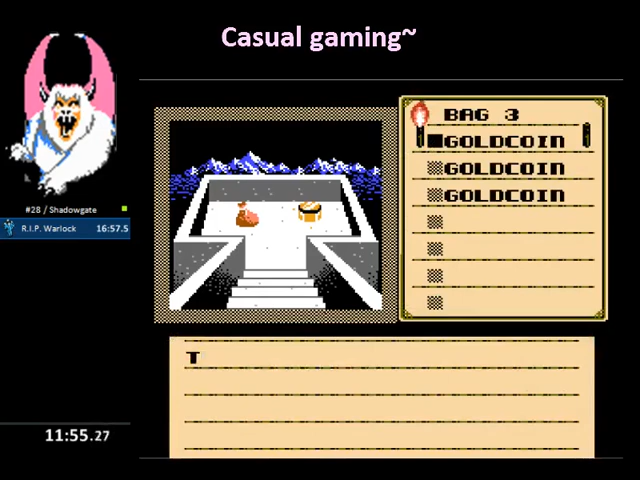 Casual gaming~
BAG 3
GOLDCOIN
GOLDCOIN
GOLDCOIN
#28 / Shadowgate
R.I.P. Warlock 16:57.5
T
11:55.27